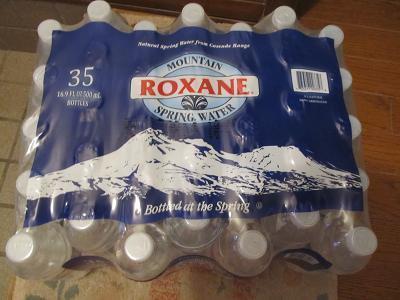 Natural Spring Water from Cascade Range
35
16.9 FL OZ (500 mL)
BOTTLES
MOUNTAIN
ROXANE
SPRING WATER
Bottled at the Spring